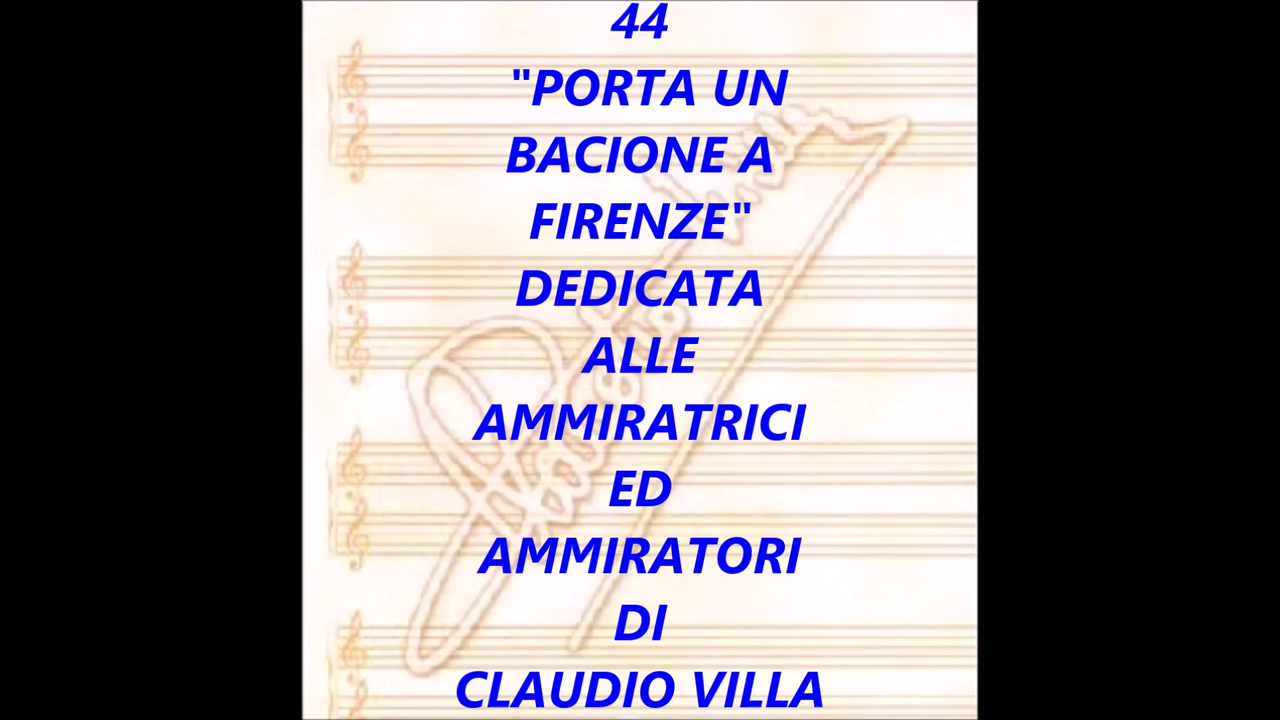 44
"PORTA UN
BACIONE A
FIRENZE"
DEDICATA
ALLE
AMMIRATRICI
ED
AMMIRATORI
DI
CLAUDIO VILLA